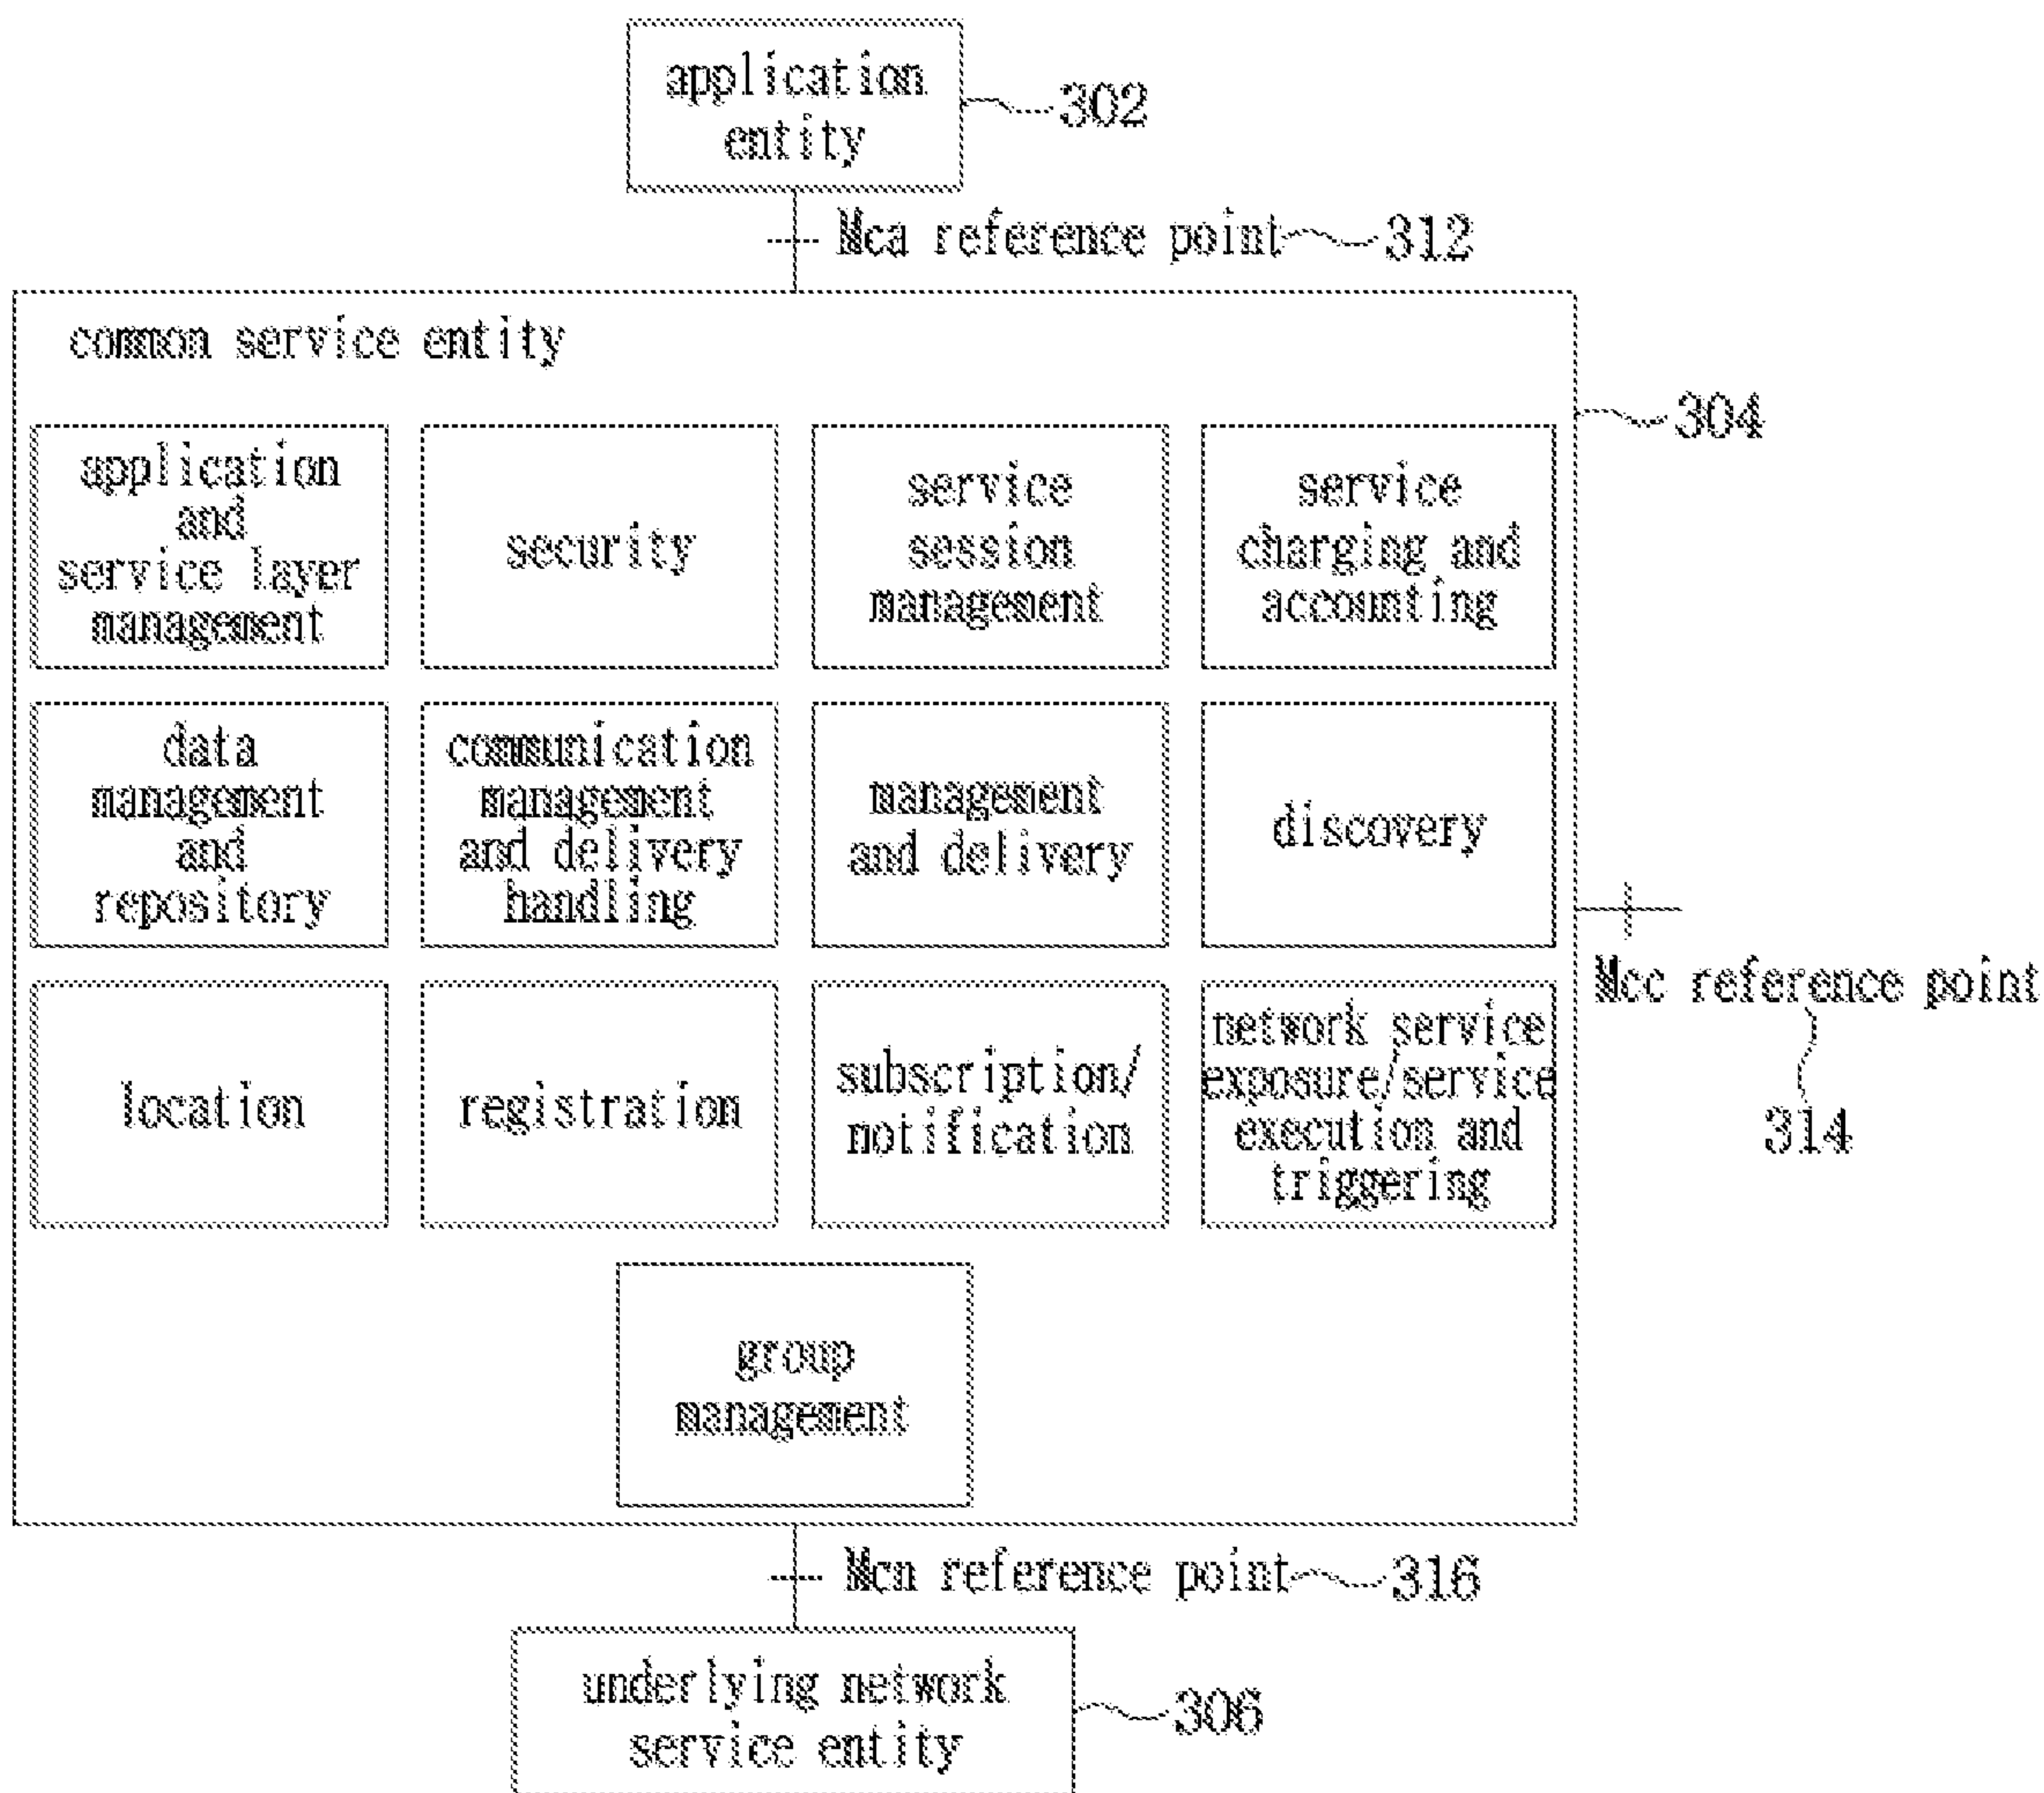 application
entity
302
Mca reference point
312
common service entity
304
application
and
service layer
management
security
service
session
management
service
charging and
accounting
data
management
and
repository
communication
management
and delivery
handling
management
and delivery
discovery
Mcc reference point
314
location
registration
subscription/
notification
network service
exposure/service
execution and
triggering
group
management
Mcn reference point
316
underlying network
service entity
306